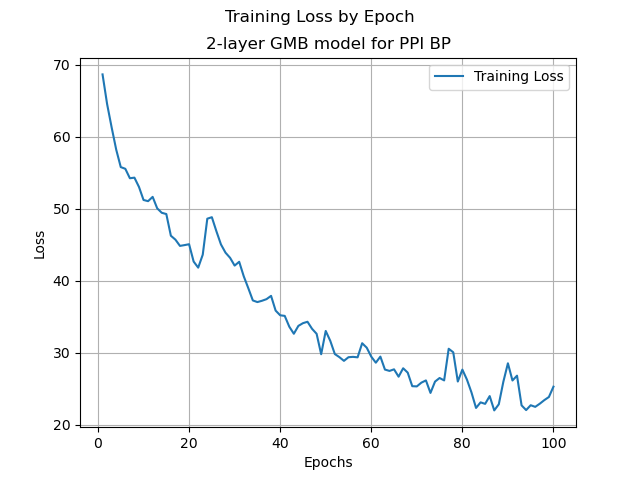 Training Loss by Epoch
2-layer GMB model for PPI BP
Training Loss
70
60
50
40
30
20
Loss
0 20 40 60 80 100
Epochs